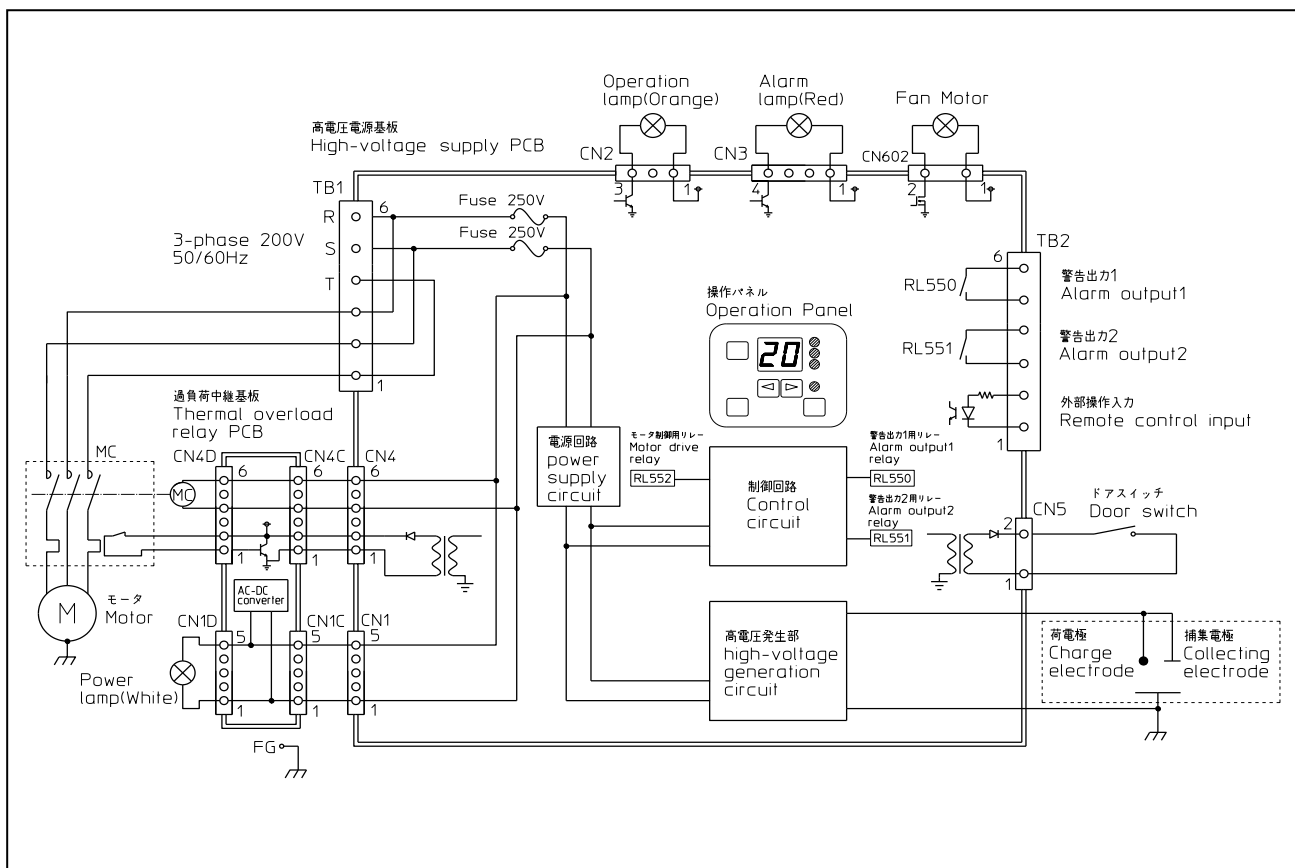 Operation
lamp(Orange)
Alarm
lamp(Red)
Fan Motor
高電圧電源基板
High-voltage supply PCB
CN2
CN3
CN602
3
1
4
1
2
1
TB1
R
S
T
6
1
3-phase 200V
50/60Hz
Fuse 250V
Fuse 250V
TB2
6
1
RL550
警告出力1
Alarm output1
RL551
警告出力2
Alarm output2
外部操作入力
Remote control input
操作パネル
Operation Panel
20
過負荷中継基板
Thermal overload
relay PCB
MC
MC
CN4D
CN4C
CN4
6
6
6
1
1
1
電源回路
power
supply
circuit
モータ制御用リレー
Motor drive
relay
RL552
制御回路
Control
circuit
警告出力1用リレー
Alarm output1
relay
RL550
警告出力2用リレー
Alarm output2
relay
RL551
CN5
2
1
ドアスイッチ
Door switch
M
モータ
Motor
AC-DC
converter
CN1D
CN1C
CN1
5
5
5
1
1
1
Power
lamp(White)
FG
高電圧発生部
high-voltage
generation
circuit
荷電極
Charge
electrode
捕集電極
Collecting
electrode